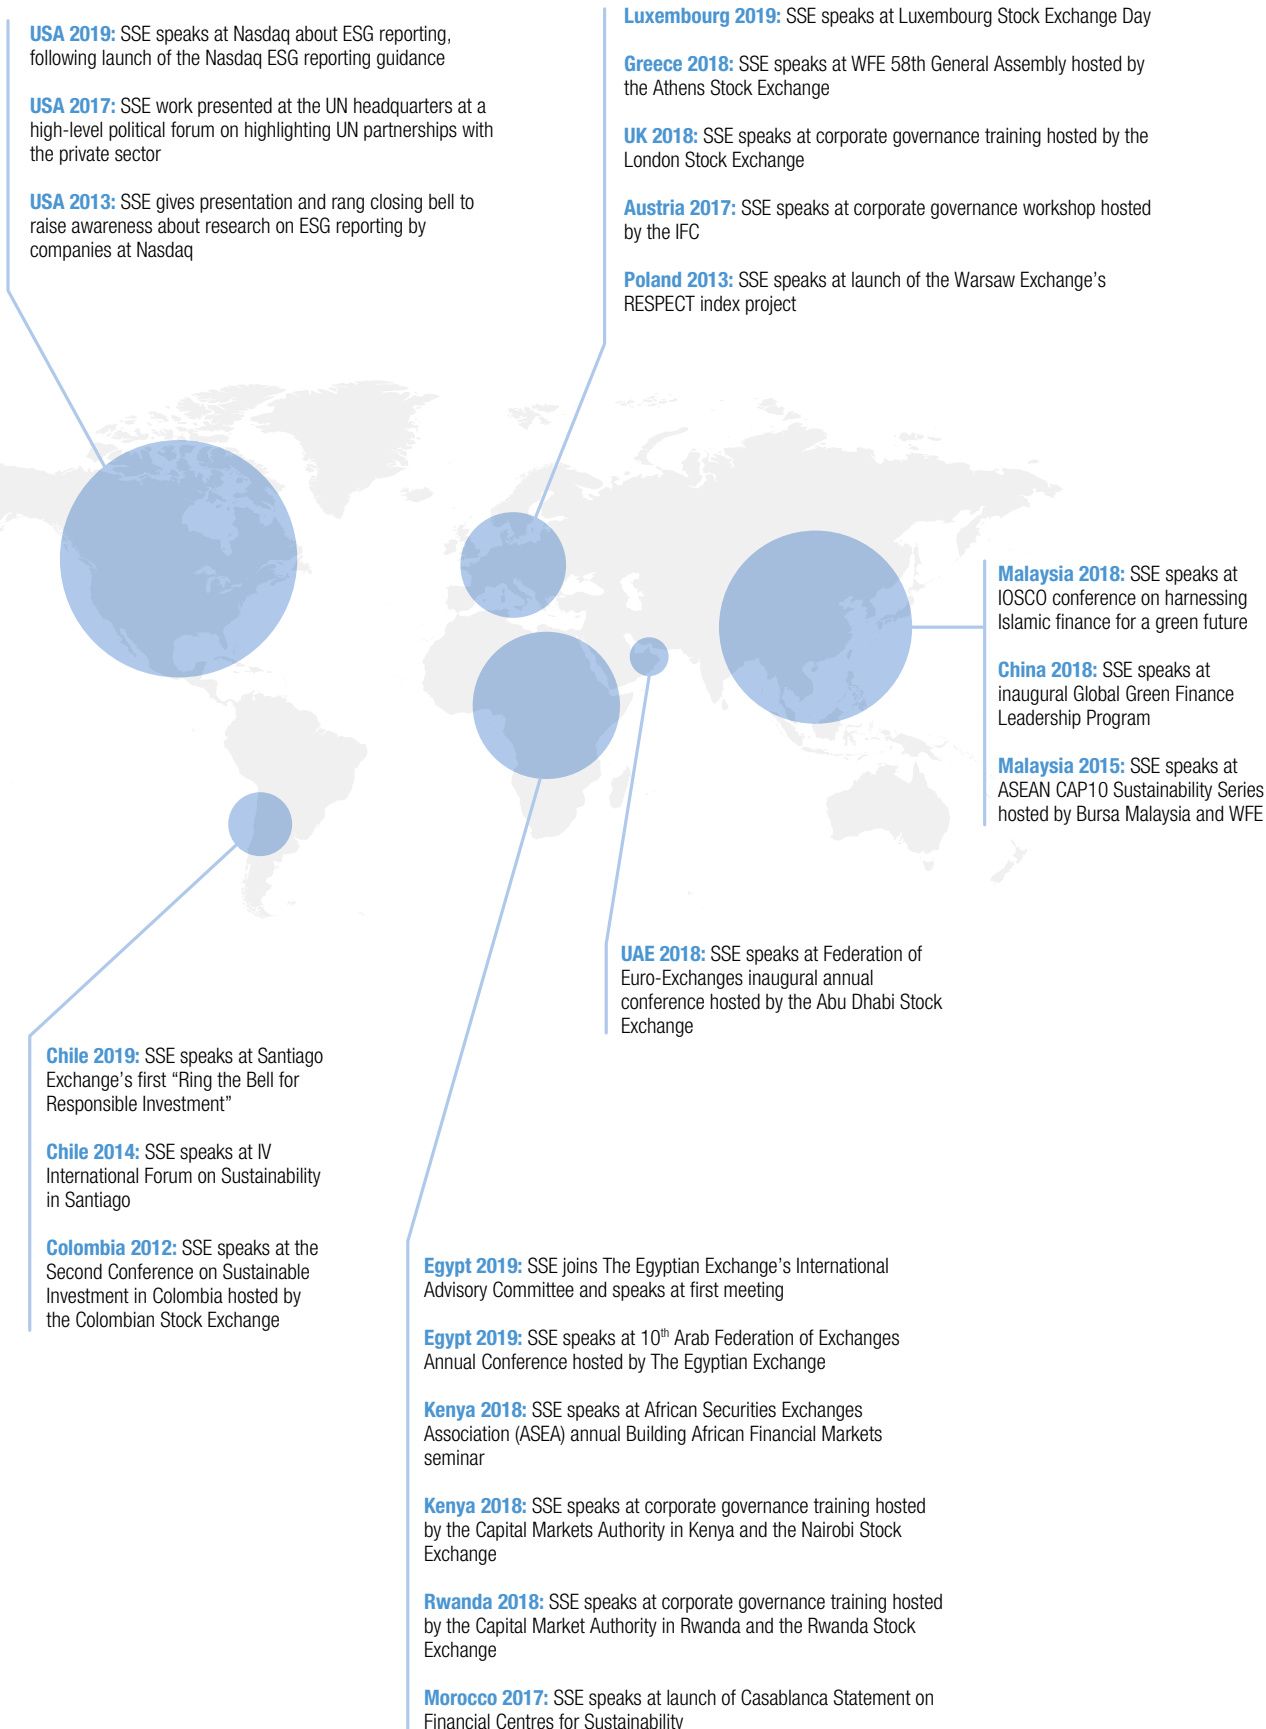 USA 2019: SSE speaks at Nasdaq about ESG reporting,
following launch of the Nasdaq ESG reporting guidance
USA 2017: SSE work presented at the UN headquarters at a
high-level political forum on highlighting UN partnerships with
the private sector
USA 2013: SSE gives presentation and rang closing bell to
raise awareness about research on ESG reporting by
companies at Nasdaq
Luxembourg 2019: SSE speaks at Luxembourg Stock Exchange Day
Greece 2018: SSE speaks at WFE 58th General Assembly hosted by
the Athens Stock Exchange
UK 2018: SSE speaks at corporate governance training hosted by the
London Stock Exchange
Austria 2017: SSE speaks at corporate governance workshop hosted
by the IFC
Poland 2013: SSE speaks at launch of the Warsaw Exchange's
RESPECT index project
Malaysia 2018: SSE speaks at
IOSCO conference on harnessing
Islamic finance for a green future
China 2018: SSE speaks at
inaugural Global Green Finance
Leadership Program
Malaysia 2015: SSE speaks at
ASEAN CAP10 Sustainability Series
hosted by Bursa Malaysia and WFE
UAE 2018: SSE speaks at Federation of
Euro-Exchanges inaugural annual
conference hosted by the Abu Dhabi Stock
Exchange
Chile 2019: SSE speaks at Santiago
Exchange's first “Ring the Bell for
Responsible Investment”
Chile 2014: SSE speaks at IV
International Forum on Sustainability
in Santiago
Colombia 2012: SSE speaks at the
Second Conference on Sustainable
Investment in Colombia hosted by
the Colombian Stock Exchange
Egypt 2019: SSE joins The Egyptian Exchange's International
Advisory Committee and speaks at first meeting
Egypt 2019: SSE speaks at 10th Arab Federation of Exchanges
Annual Conference hosted by The Egyptian Exchange
Kenya 2018: SSE speaks at African Securities Exchanges
Association (ASEA) annual Building African Financial Markets
seminar
Kenya 2018: SSE speaks at corporate governance training hosted
by the Capital Markets Authority in Kenya and the Nairobi Stock
Exchange
Rwanda 2018: SSE speaks at corporate governance training hosted
by the Capital Market Authority in Rwanda and the Rwanda Stock
Exchange
Morocco 2017: SSE speaks at launch of Casablanca Statement on
Financial Centres for Sustainability